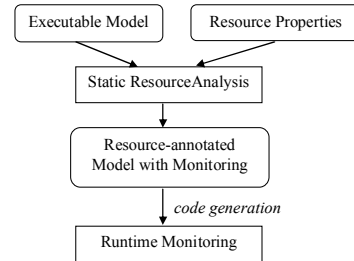 Executable Model
Resource Properties
Static ResourceAnalysis
Resource-annotated
Model with Monitoring
code generation
Runtime Monitoring